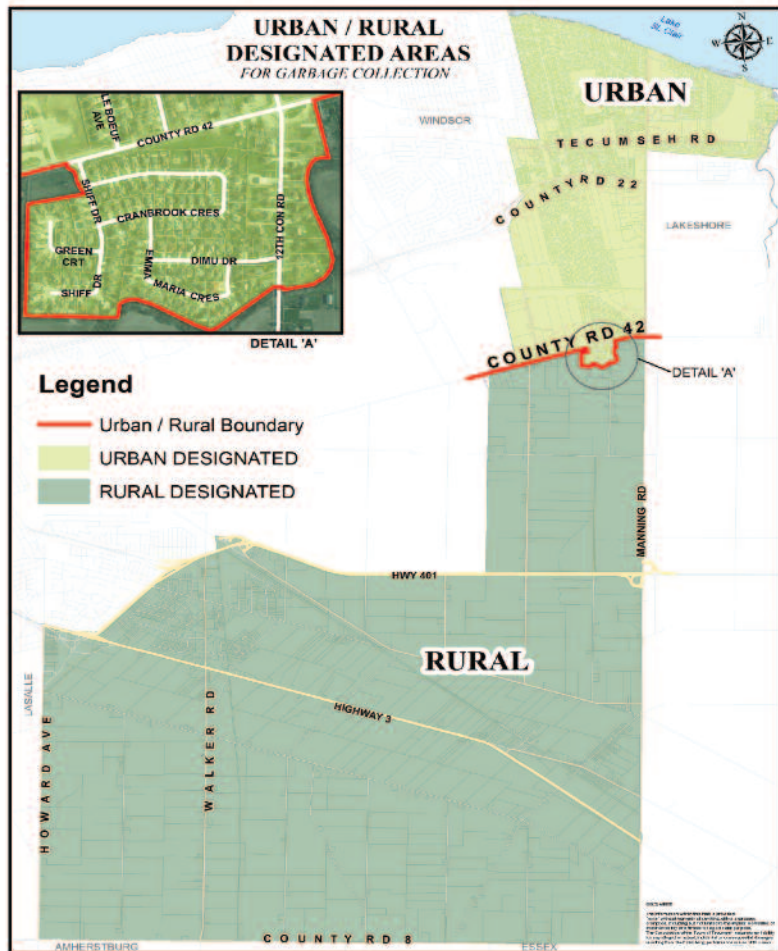 URBAN / RURAL
DESIGNATED AREAS
FOR GARBAGE COLLECTION
Lake
St. Clair
N
W E
S
URBAN
WINDSOR
TECUMSEH RD
COUNTY RD 22
LAKESHORE
LE BOEUF
AVE
COUNTY RD 42
SHIFF DR
CRANBROOK CRES
12TH CON RD
GREEN
CRT
EMMA
MARIA CRES
DIMU DR
SHIFF
DR
DETAIL 'A'
COUNTY RD 42
DETAIL 'A'
Legend
Urban / Rural Boundary
URBAN DESIGNATED
RURAL DESIGNATED
MANNING RD
HWY 401
RURAL
LASALLE
HIGHWAY 3
HOWARD AVE
WALKER RD
COUNTY RD 8
AMHERSTBURG
ESSEX